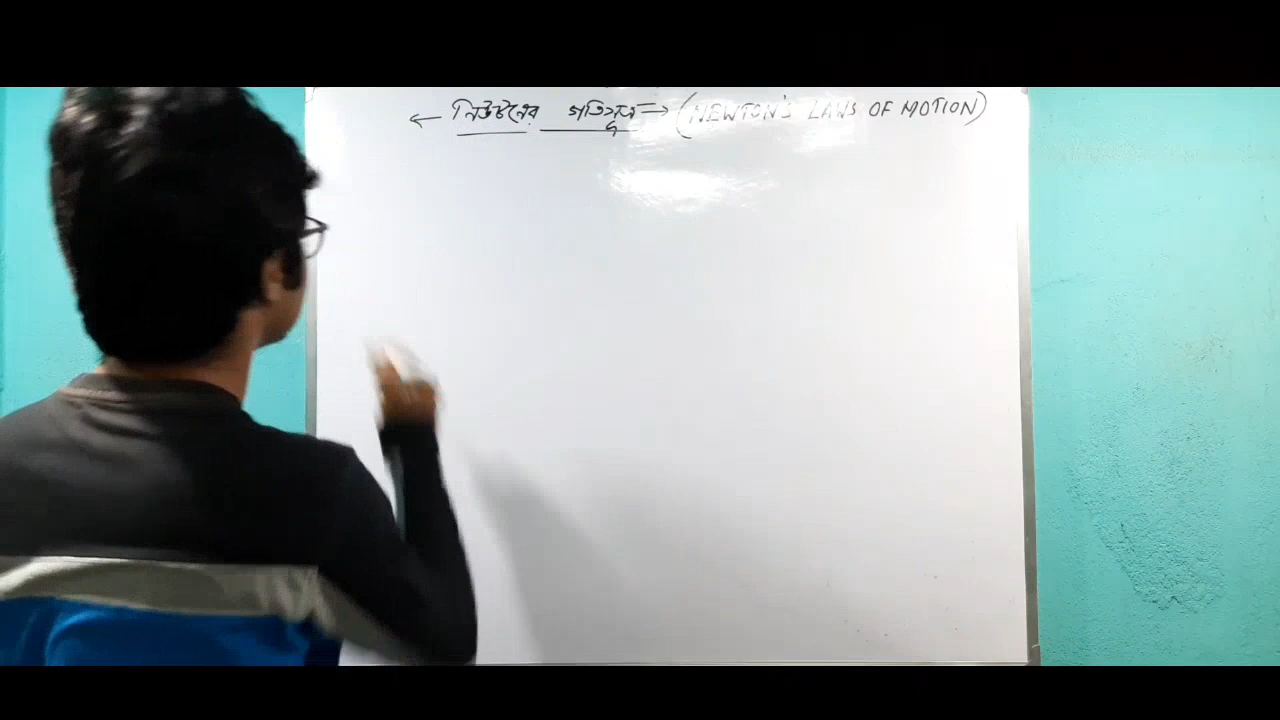 ← নিউটনের গতিসূত্র → (NEWTON'S LAWS OF MOTION)